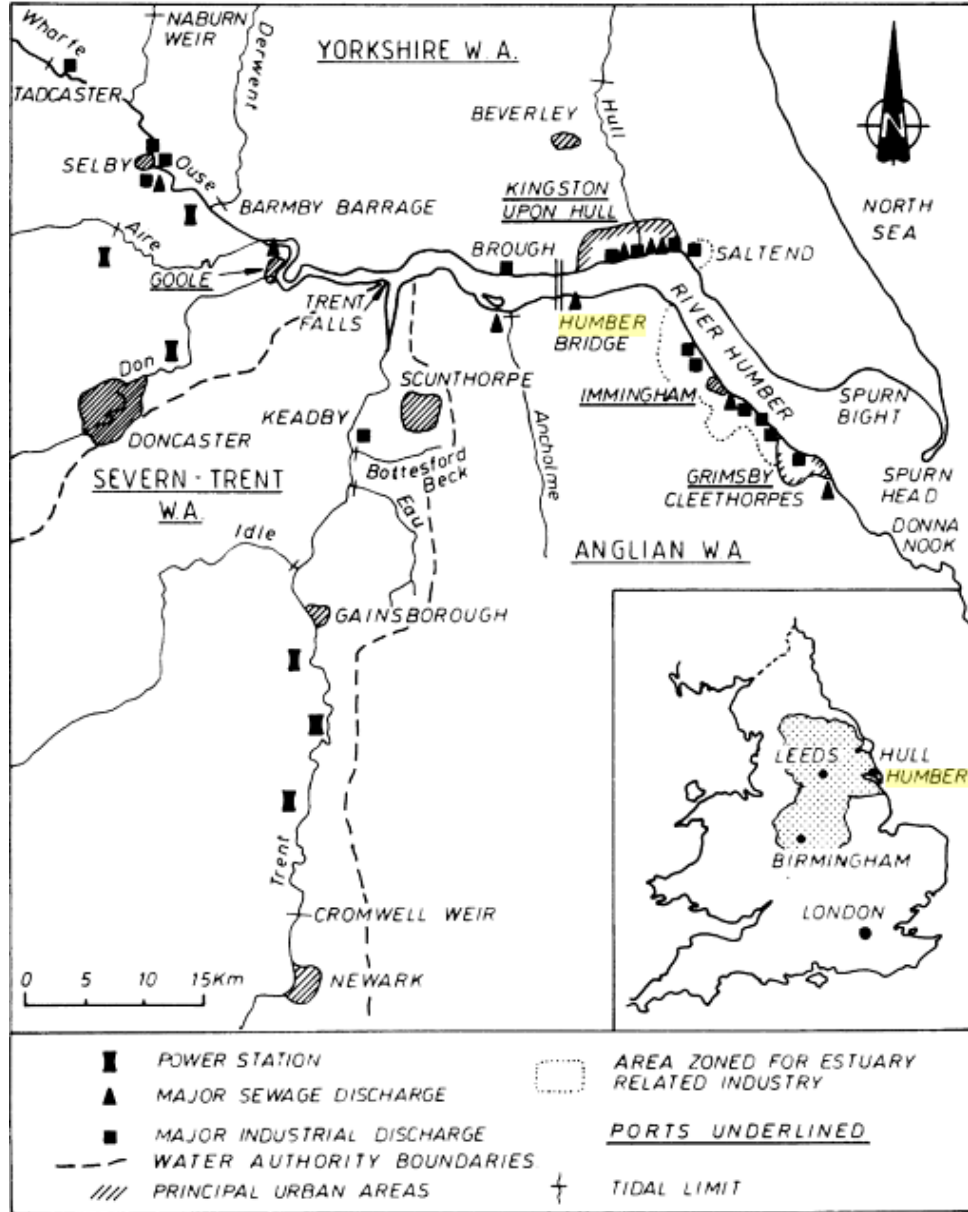 Wharfe
NABURN
WEIR
Derwent
YORKSHIRE W.A.
TADCASTER
BEVERLEY
Hull
N
SELBY
Ouse
KINGSTON
UPON HULL
NORTH
SEA
BARMBY BARRAGE
Aire
BROUGH
SALTEND
GOOLE
TRENT
FALLS
RIVER HUMBER
HUMBER
BRIDGE
Don
SCUNTHORPE
IMMINGHAM
SPURN
BIGHT
KEADBY
DONCASTER
Bottesford
Beck
Ancholme
SEVERN-TRENT
W.A.
GRIMSBY
CLEETHORPES
SPURN
HEAD
Eau
DONNA
NOOK
Idle
ANGLIAN W.A
GAINSBOROUGH
LEEDS
HULL
HUMBER
Trent
BIRMINGHAM
CROMWELL WEIR
LONDON
0 5 10 15Km
NEWARK
POWER STATION
MAJOR SEWAGE DISCHARGE
MAJOR INDUSTRIAL DISCHARGE
WATER AUTHORITY BOUNDARIES.
PRINCIPAL URBAN AREAS
AREA ZONED FOR ESTUARY
RELATED INDUSTRY
PORTS UNDERLINED
TIDAL LIMIT